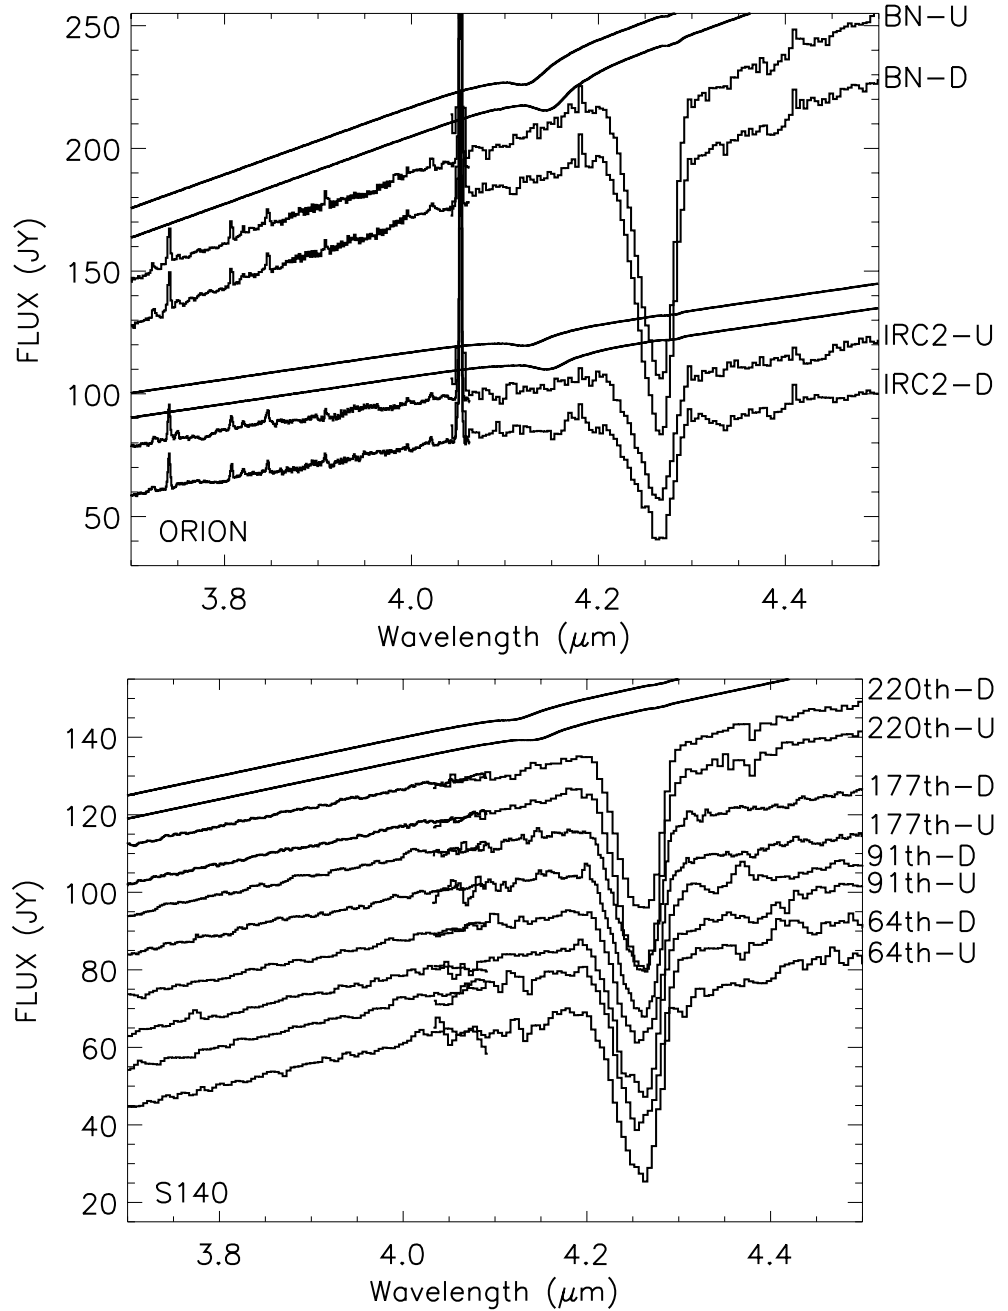 250
200
150
100
50
FLUX (JY)
BN-U
BN-D
IRC2-U
IRC2-D
ORION
3.8 4.0 4.2 4.4
Wavelength (μm)
140
120
100
80
60
40
20
FLUX (JY)
220th-D
220th-U
177th-D
177th-U
91th-D
91th-U
64th-D
64th-U
S140
3.8 4.0 4.2 4.4
Wavelength (μm)